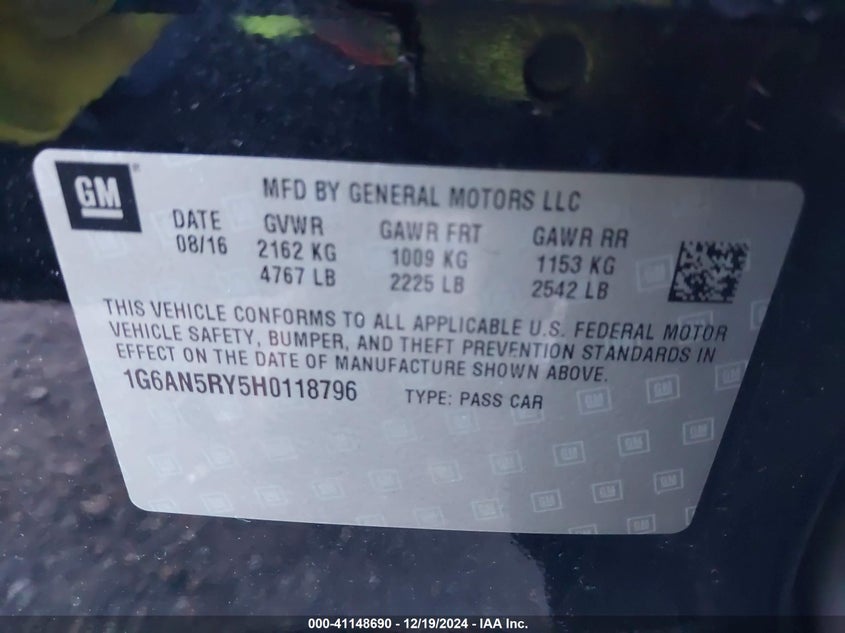 GM
MFD BY GENERAL MOTORS LLC
DATE GVWR GAWR FRT GAWR RR
08/16 2162 KG 1009 KG 1153 KG
4767 LB 2225 LB 2542 LB
THIS VEHICLE CONFORMS TO ALL APPLICABLE U.S. FEDERAL MOTOR
VEHICLE SAFETY, BUMPER, AND THEFT PREVENTION STANDARDS IN
EFFECT ON THE DATE OF MANUFACTURE SHOWN ABOVE.
1G6AN5RY5H0118796 TYPE: PASS CAR
000-41148690 - 12/19/2024 - IAA Inc.